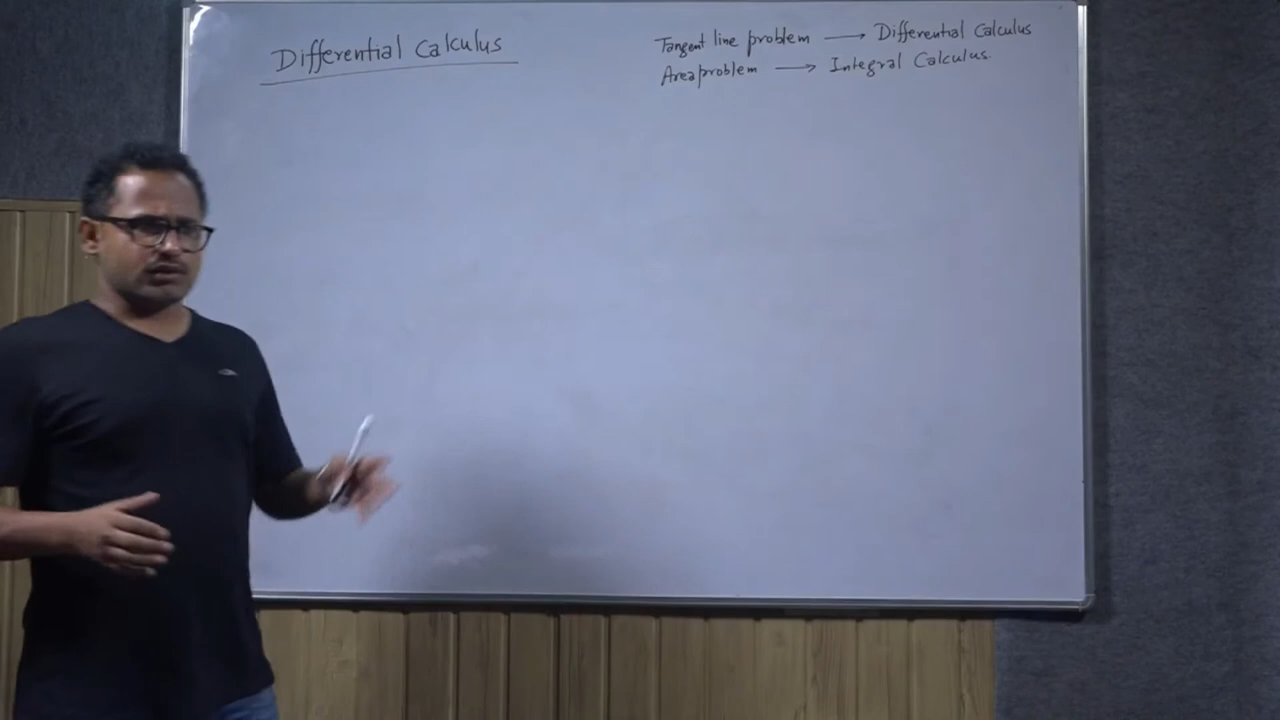 Differential Calculus
Tangent line problem → Differential Calculus
Area problem → Integral Calculus.